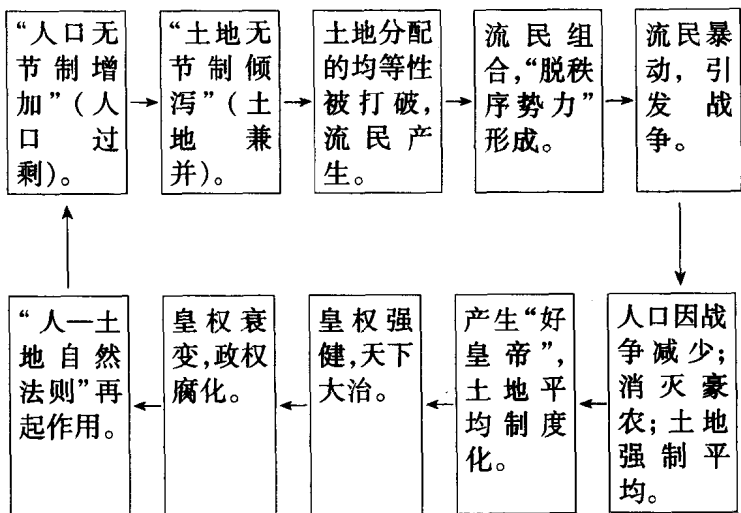 “人口无
节制增
加”(人
口过
剩)。
“土地无
节制倾
泻”(土
地兼
并)。
土地分配
的均等性
被打破,
流民产
生。
流民组
合,“脱秩
序势力”
形成。
流民暴
动,引
发战
争。
人口因战
争减少;
消灭豪
农;土地
强制平
均。
产生“好
皇帝”,
土地平
均制度
化。
皇权强
健,天下
大治。
皇权衰
变,政权
腐化。
“人—土
地自然
法则”再
起作用。